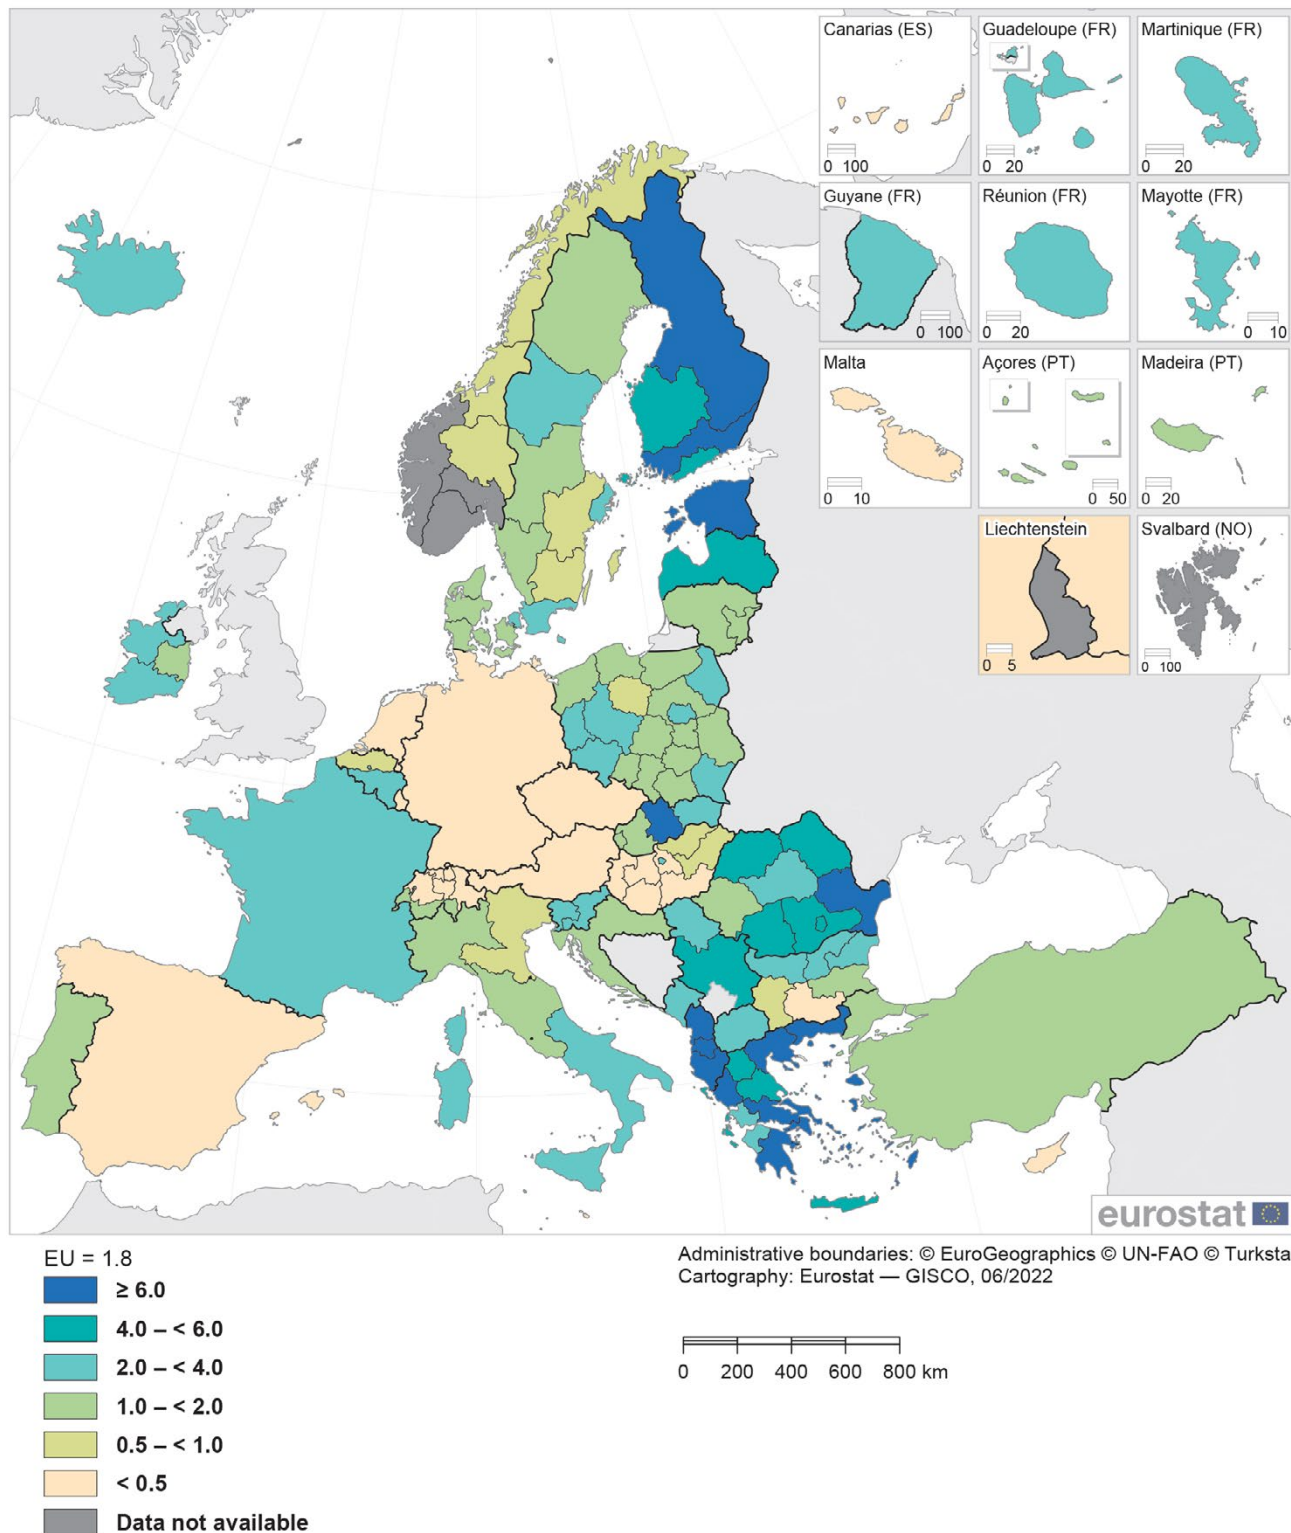 Canarias (ES)
0 100
Guadeloupe (FR)
0 20
Martinique (FR)
0 20
Guyane (FR)
0 100
Réunion (FR)
0 20
Mayotte (FR)
0 10
Malta
0 10
Açores (PT)
0 50
Madeira (PT)
0 20
Liechtenstein
0 5
Svalbard (NO)
0 100
eurostat
EU = 1.8
≥ 6.0
4.0 – < 6.0
2.0 – < 4.0
1.0 – < 2.0
0.5 – < 1.0
< 0.5
Data not available
Administrative boundaries: © EuroGeographics © UN-FAO © Turksta
Cartography: Eurostat — GISCO, 06/2022
0 200 400 600 800 km